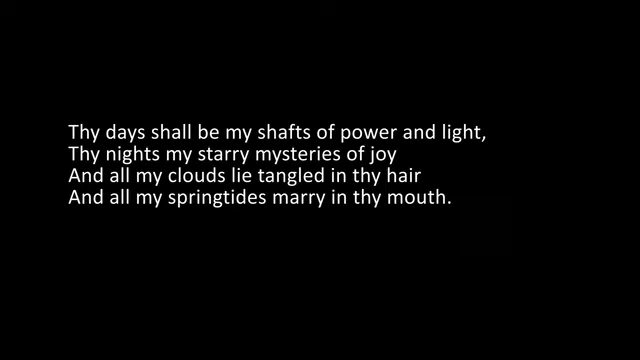 Thy days shall be my shafts of power and light,
Thy nights my starry mysteries of joy
And all my clouds lie tangled in thy hair
And all my springtides marry in thy mouth.